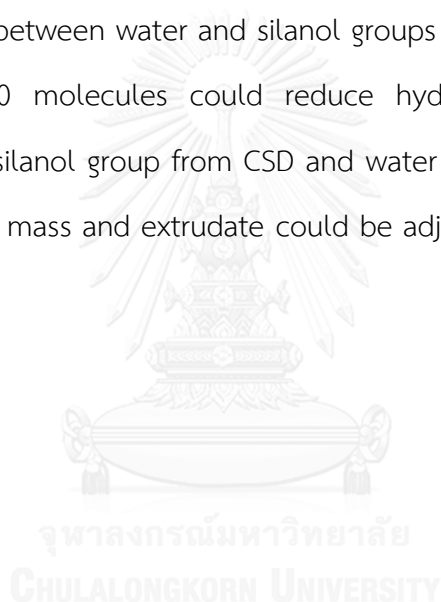 between water and silanol groups
0 molecules could reduce hyd
silanol group from CSD and water
mass and extrudate could be adj
จุฬาลงกรณ์มหาวิทยาลัย
CHULALONGKORN UNIVERSITY